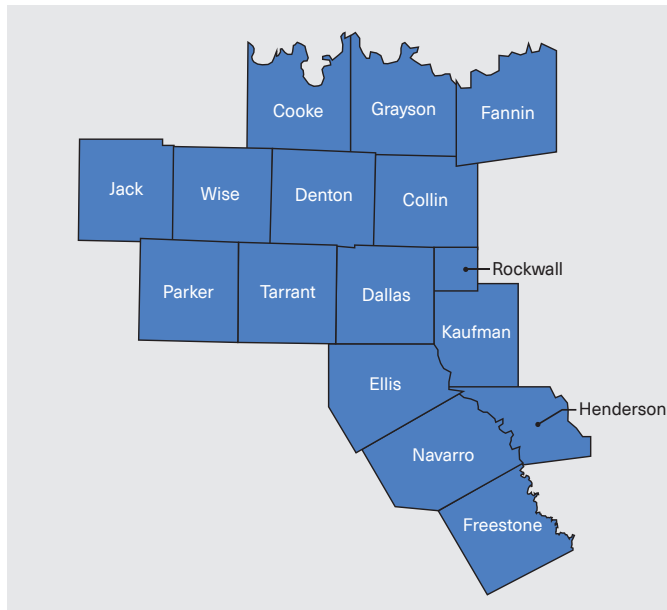 Cooke
Grayson
Fannin
Jack
Wise
Denton
Collin
Rockwall
Parker
Tarrant
Dallas
Kaufman
Ellis
Henderson
Navarro
Freestone